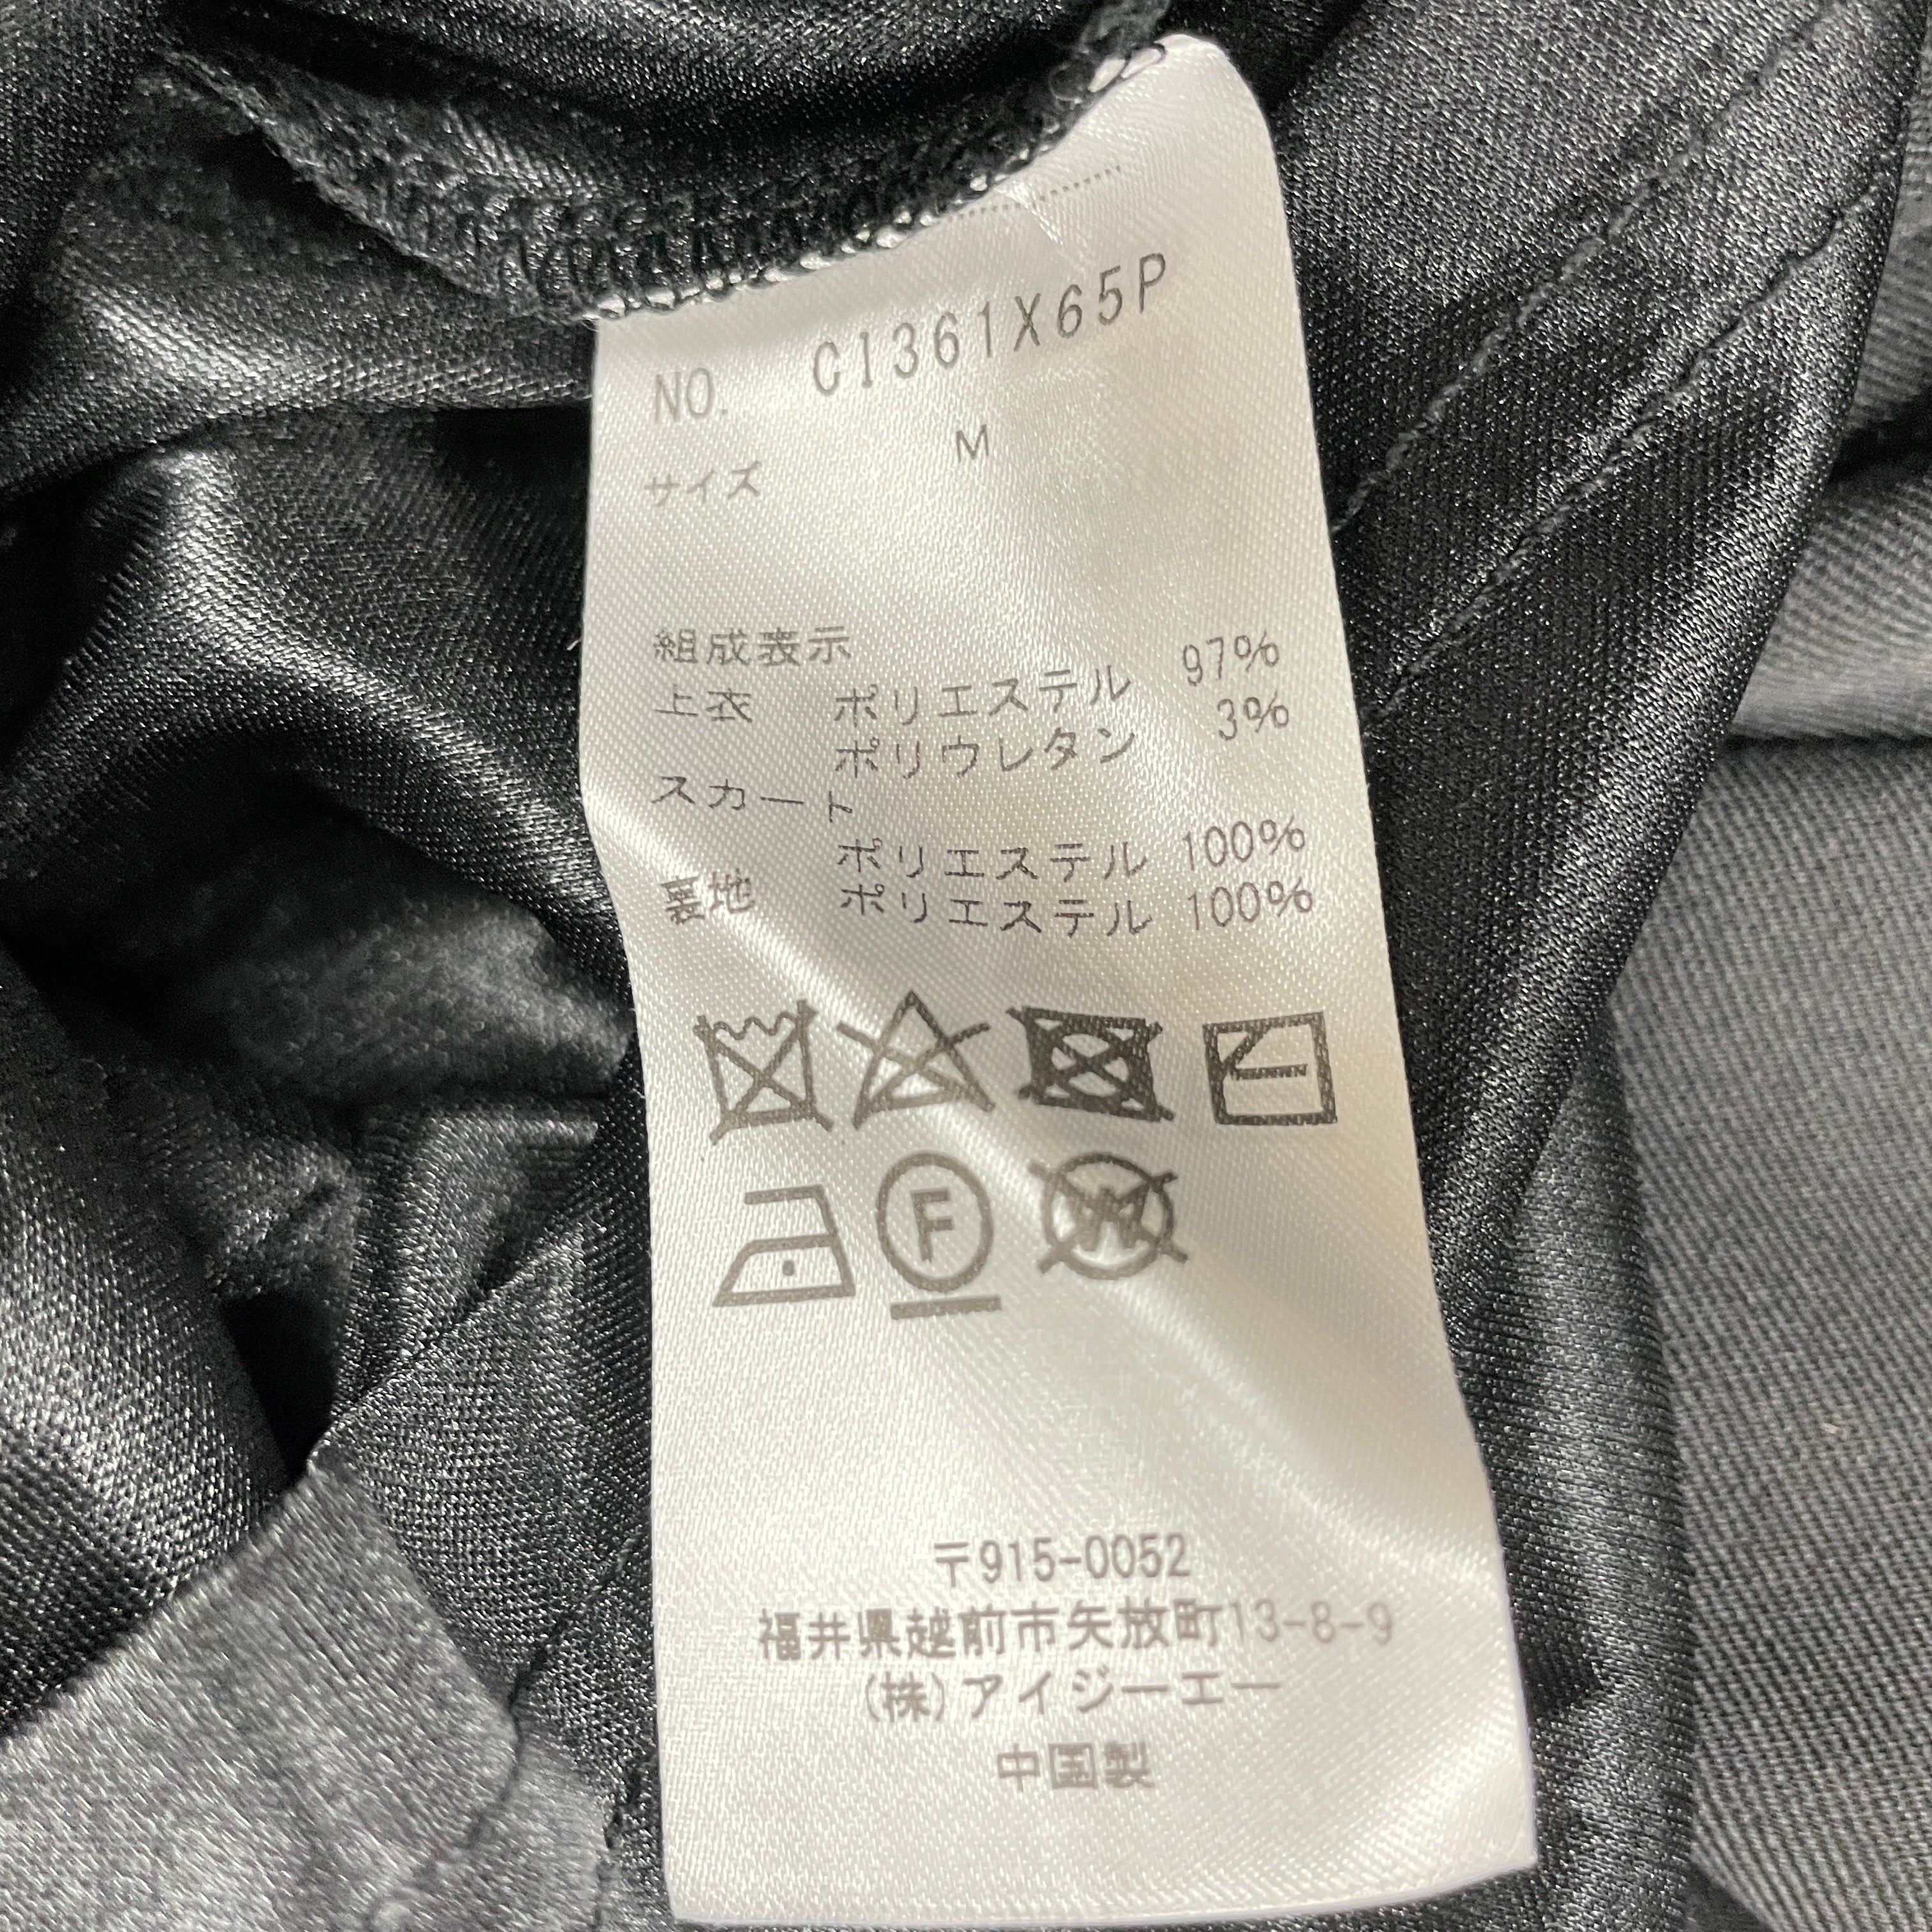 NO. C1361X65P
サイズ M
組成表示
上衣 ポリエステル 97%
ポリウレタン 3%
スカート
ポリエステル 100%
裏地 ポリエステル 100%
F
W
〒915-0052
福井県越前市矢放町13-8-9
(株)アイジーエー
中国製